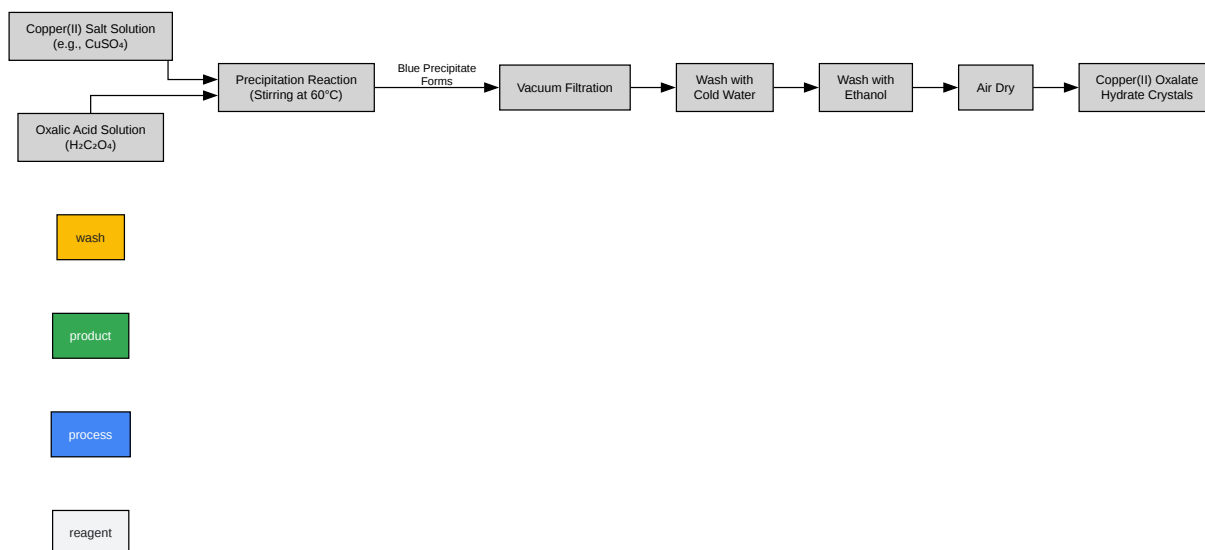 Copper(II) Salt Solution
(e.g., CuSO₄)
Oxalic Acid Solution
(H₂C₂O₄)
Precipitation Reaction
(Stirring at 60°C)
Blue Precipitate
Forms
Vacuum Filtration
Wash with
Cold Water
Wash with
Ethanol
Air Dry
Copper(II) Oxalate
Hydrate Crystals
wash
product
process
reagent